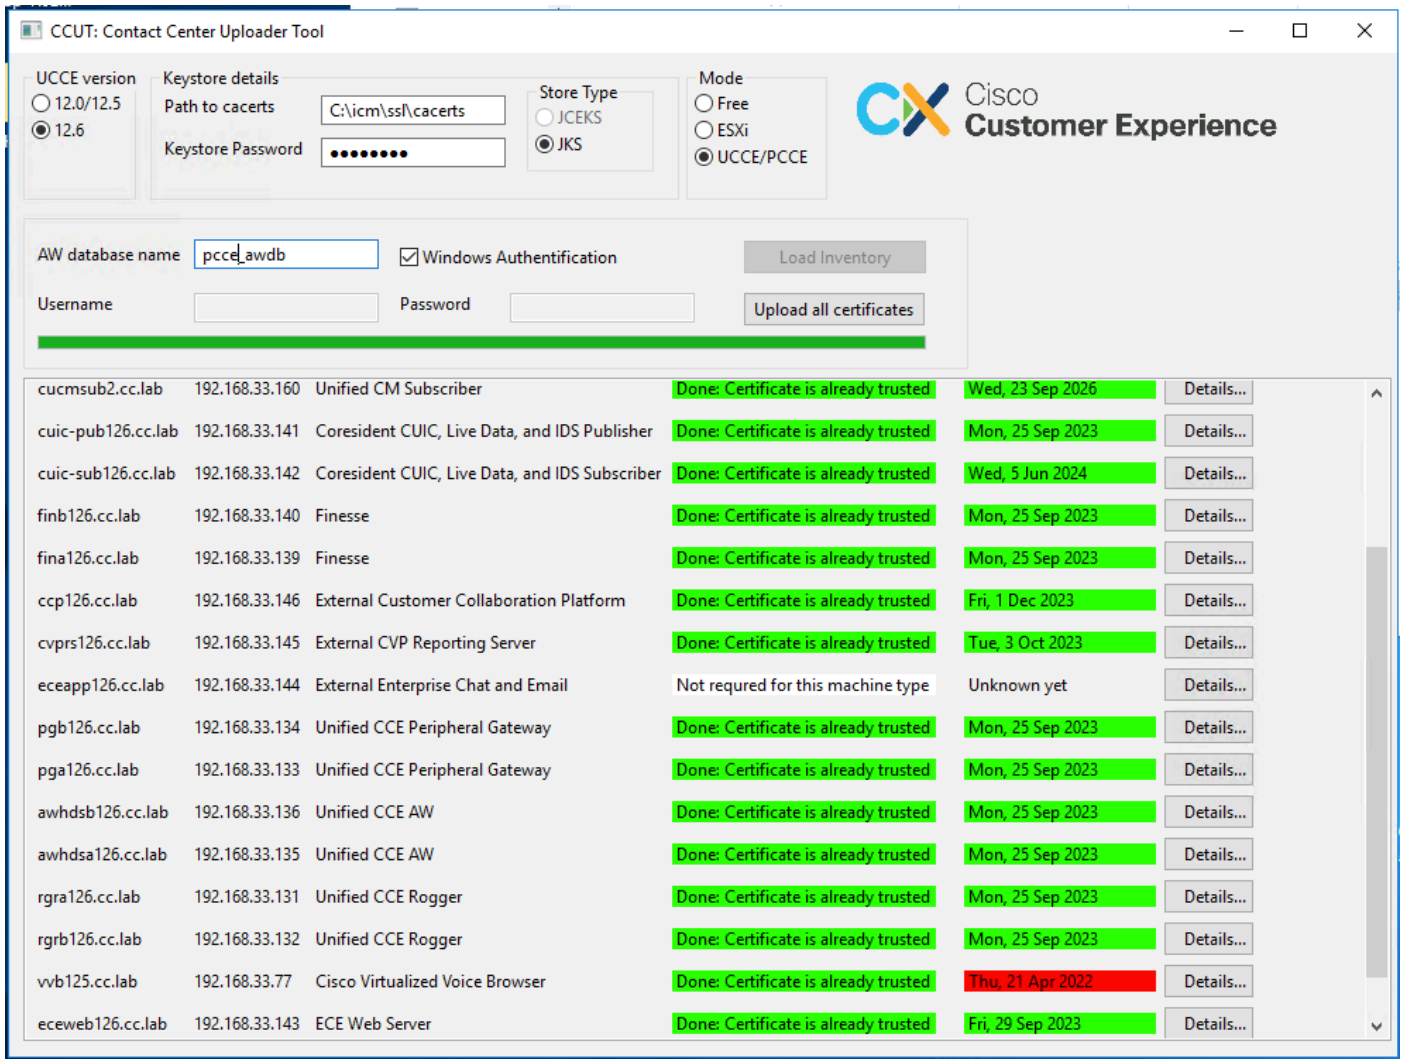 CCUT: Contact Center Uploader Tool
UCCE version
12.0/12.5
12.6
Keystore details
Path to cacerts
C:\icm\ssl\cacerts
Keystore Password
••••••••
Store Type
JCEKS
JKS
Mode
Free
ESXi
UCCE/PCCE
Cisco
Customer Experience
AW database name pcce_awdb Windows Authentification Load Inventory
Username Password Upload all certificates
cucmsub2.cc.lab 192.168.33.160 Unified CM Subscriber Done: Certificate is already trusted Wed, 23 Sep 2026 Details...
cuic-pub126.cc.lab 192.168.33.141 Coresident CUIC, Live Data, and IDS Publisher Done: Certificate is already trusted Mon, 25 Sep 2023 Details...
cuic-sub126.cc.lab 192.168.33.142 Coresident CUIC, Live Data, and IDS Subscriber Done: Certificate is already trusted Wed, 5 Jun 2024 Details...
finb126.cc.lab 192.168.33.140 Finesse Done: Certificate is already trusted Mon, 25 Sep 2023 Details...
fina126.cc.lab 192.168.33.139 Finesse Done: Certificate is already trusted Mon, 25 Sep 2023 Details...
ccp126.cc.lab 192.168.33.146 External Customer Collaboration Platform Done: Certificate is already trusted Fri, 1 Dec 2023 Details...
cvprs126.cc.lab 192.168.33.145 External CVP Reporting Server Done: Certificate is already trusted Tue, 3 Oct 2023 Details...
eceapp126.cc.lab 192.168.33.144 External Enterprise Chat and Email Not requred for this machine type Unknown yet Details...
pgb126.cc.lab 192.168.33.134 Unified CCE Peripheral Gateway Done: Certificate is already trusted Mon, 25 Sep 2023 Details...
pga126.cc.lab 192.168.33.133 Unified CCE Peripheral Gateway Done: Certificate is already trusted Mon, 25 Sep 2023 Details...
awhdsb126.cc.lab 192.168.33.136 Unified CCE AW Done: Certificate is already trusted Mon, 25 Sep 2023 Details...
awhdsa126.cc.lab 192.168.33.135 Unified CCE AW Done: Certificate is already trusted Mon, 25 Sep 2023 Details...
rgra126.cc.lab 192.168.33.131 Unified CCE Rogger Done: Certificate is already trusted Mon, 25 Sep 2023 Details...
rgrb126.cc.lab 192.168.33.132 Unified CCE Rogger Done: Certificate is already trusted Mon, 25 Sep 2023 Details...
vvb125.cc.lab 192.168.33.77 Cisco Virtualized Voice Browser Done: Certificate is already trusted Thu, 21 Apr 2022 Details...
eceweb126.cc.lab 192.168.33.143 ECE Web Server Done: Certificate is already trusted Fri, 29 Sep 2023 Details...